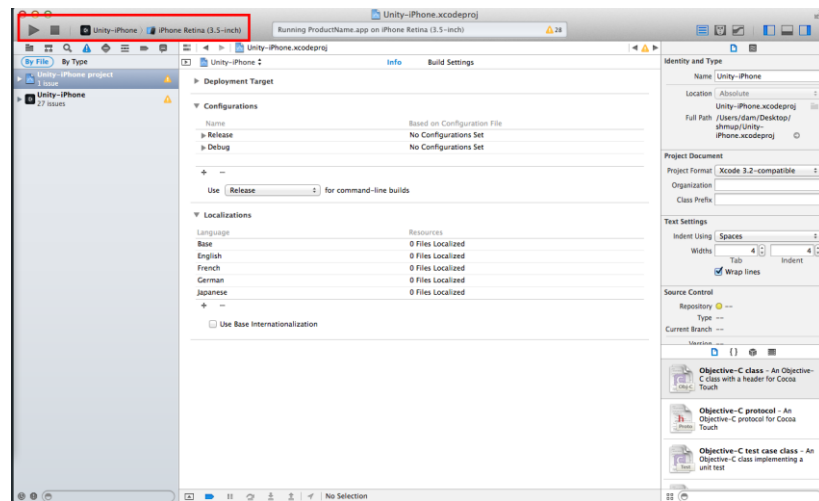 Unity-iPhone.xcodeproj
Unity-iPhone
iPhone Retina (3.5-inch)
Running ProductName.app on iPhone Retina (3.5-inch)
28
By File
By Type
Unity-iPhone project
1 issue
Unity-iPhone
27 issues
Unity-iPhone.xcodeproj
Unity-iPhone
Info
Build Settings
Deployment Target
Configurations
Name
Based on Configuration File
Release
No Configurations Set
Debug
No Configurations Set
Use
Release
for command-line builds
Localizations
Language
Resources
Base
0 Files Localized
English
0 Files Localized
French
0 Files Localized
German
0 Files Localized
Japanese
0 Files Localized
Use Base Internationalization
No Selection
Identity and Type
Name
Unity-iPhone
Location
Absolute
Unity-iPhone.xcodeproj
Full Path
/Users/dam/Desktop/
shmup/Unity-
iPhone.xcodeproj
Project Document
Project Format
Xcode 3.2-compatible
Organization
Class Prefix
Text Settings
Indent Using
Spaces
Widths
4
4
Tab
Indent
Wrap lines
Source Control
Repository
--
Type
--
Current Branch
--
Version
--
{}
Objective-C class - An Objective-
C class with a header for Cocoa
Touch
Objective-C protocol - An
Objective-C protocol for Cocoa
Touch
Objective-C test case class - An
Objective-C class implementing a
unit test